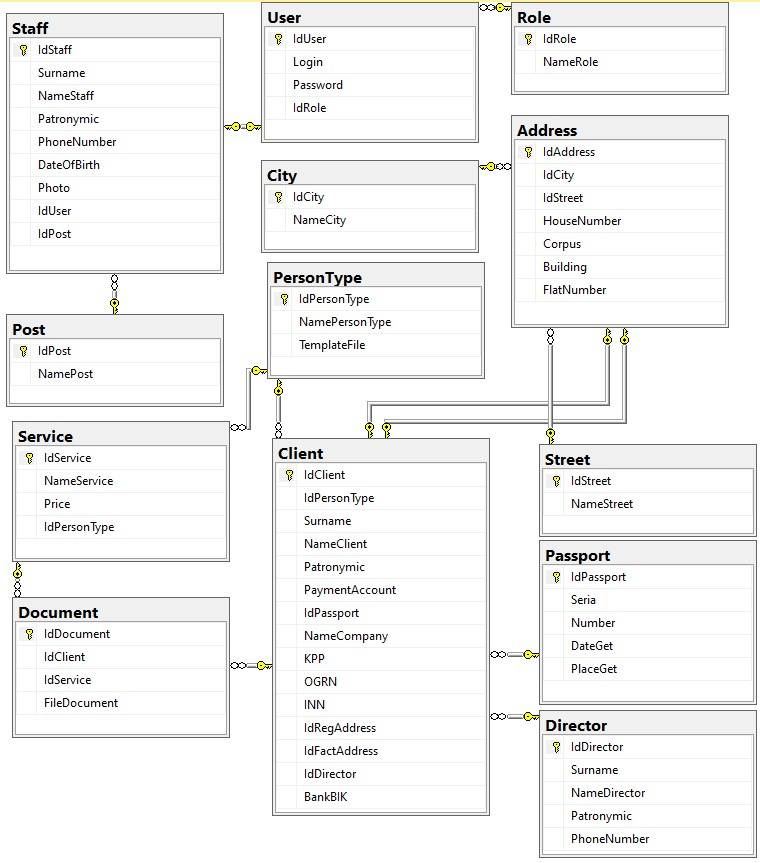 Staff
IdStaff
Surname
NameStaff
Patronymic
PhoneNumber
DateOfBirth
Photo
IdUser
IdPost
User
IdUser
Login
Password
IdRole
Role
IdRole
NameRole
City
IdCity
NameCity
Address
IdAddress
IdCity
IdStreet
HouseNumber
Corpus
Building
FlatNumber
PersonType
IdPersonType
NamePersonType
TemplateFile
Post
IdPost
NamePost
Service
IdService
NameService
Price
IdPersonType
Client
IdClient
IdPersonType
Surname
NameClient
Patronymic
PaymentAccount
IdPassport
NameCompany
KPP
OGRN
INN
IdRegAddress
IdFactAddress
IdDirector
BankBIK
Street
IdStreet
NameStreet
Passport
IdPassport
Seria
Number
DateGet
PlaceGet
Document
IdDocument
IdClient
IdService
FileDocument
Director
IdDirector
Surname
NameDirector
Patronymic
PhoneNumber